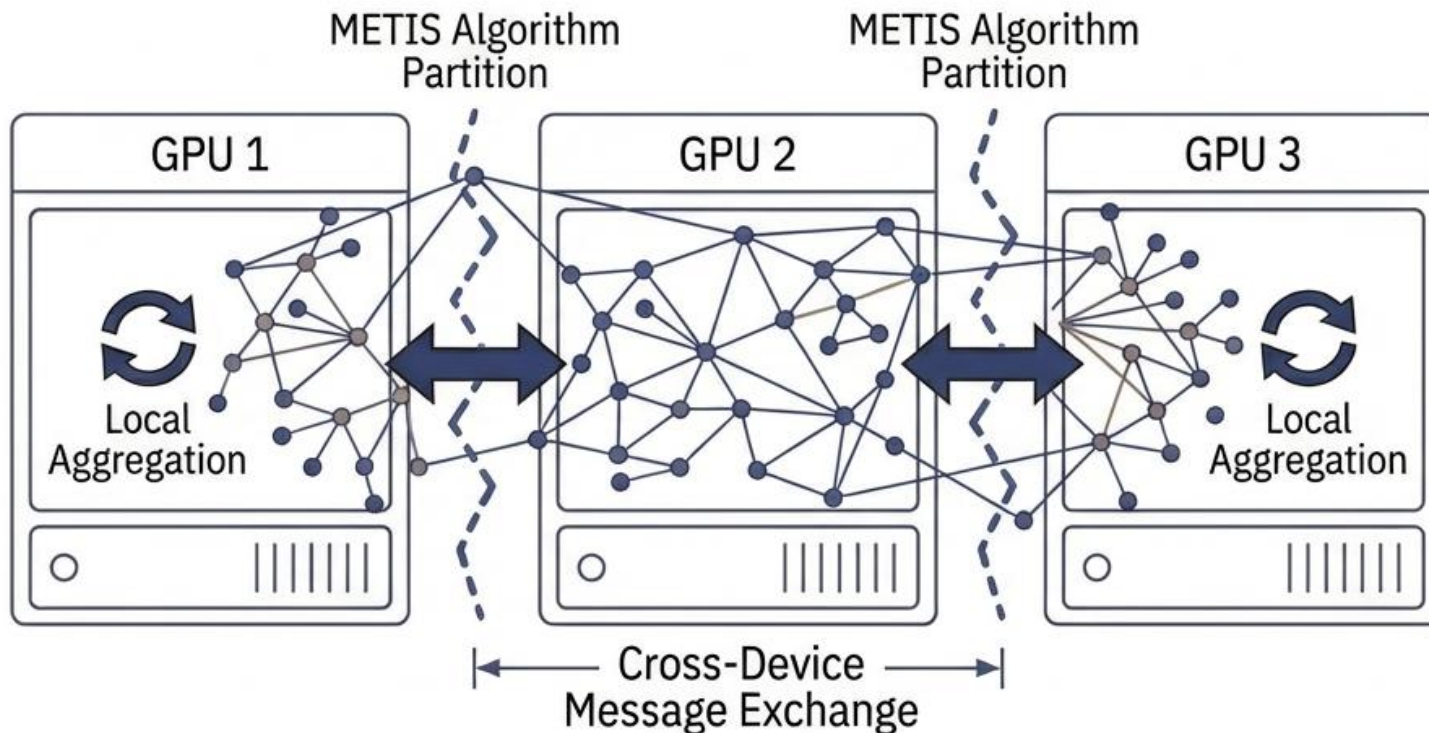 METIS Algorithm
Partition
METIS Algorithm
Partition
GPU 1
GPU 2
GPU 3
Local
Aggregation
Local
Aggregation
Cross-Device
Message Exchange